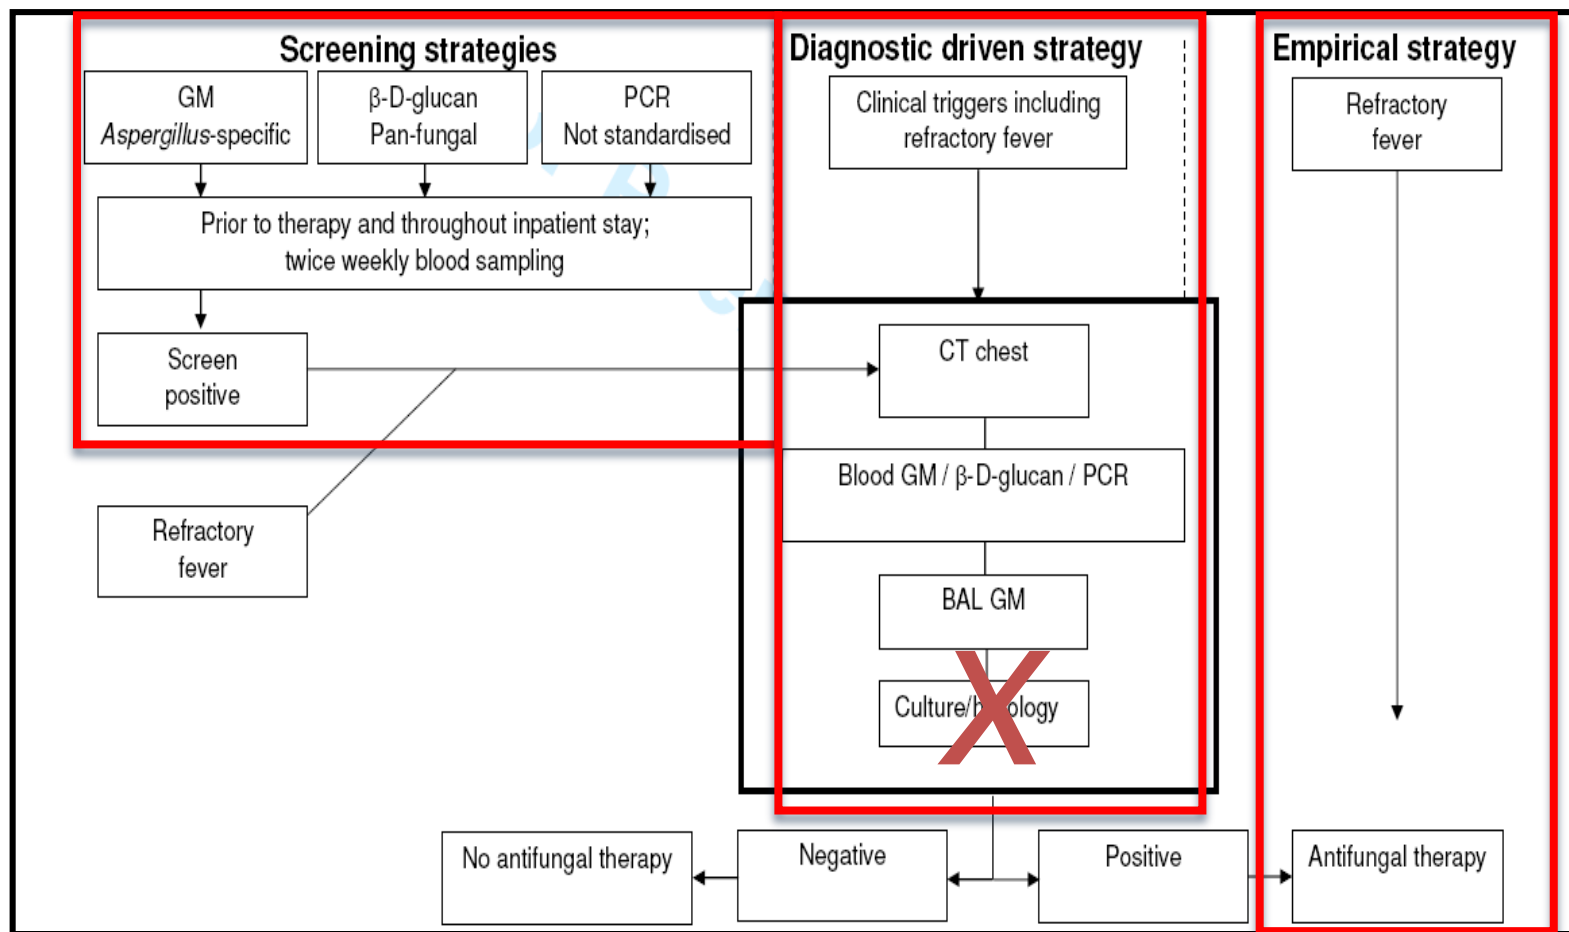 Screening strategies
Diagnostic driven strategy
Empirical strategy
GM
Aspergillus-specific
β-D-glucan
Pan-fungal
PCR
Not standardised
Clinical triggers including
refractory fever
Refractory
fever
Prior to therapy and throughout inpatient stay;
twice weekly blood sampling
Screen
positive
CT chest
Blood GM / β-D-glucan / PCR
Refractory
fever
BAL GM
X
Culture/
No antifungal therapy
Negative
Positive
Antifungal therapy